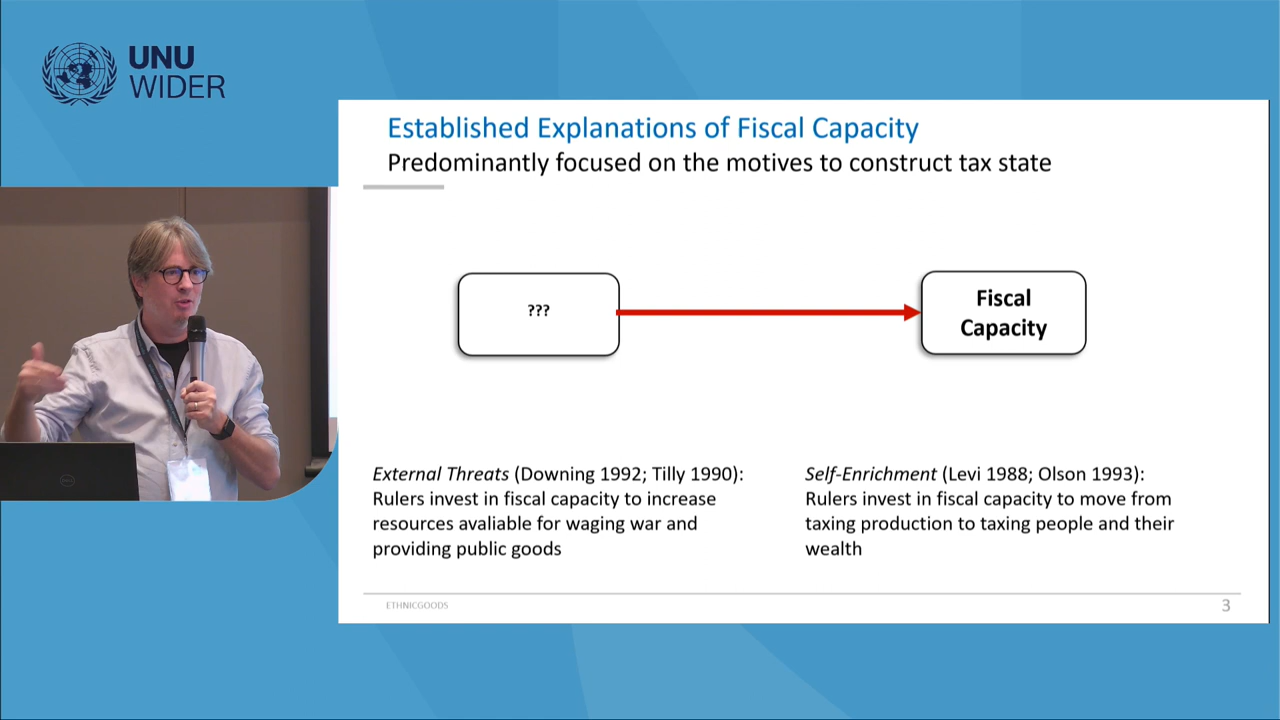 UNU
WIDER
Established Explanations of Fiscal Capacity
Predominantly focused on the motives to construct tax state
???
Fiscal
Capacity
External Threats (Downing 1992; Tilly 1990):
Rulers invest in fiscal capacity to increase
resources avaliable for waging war and
providing public goods
Self-Enrichment (Levi 1988; Olson 1993):
Rulers invest in fiscal capacity to move from
taxing production to taxing people and their
wealth
ETHNICGOODS
3